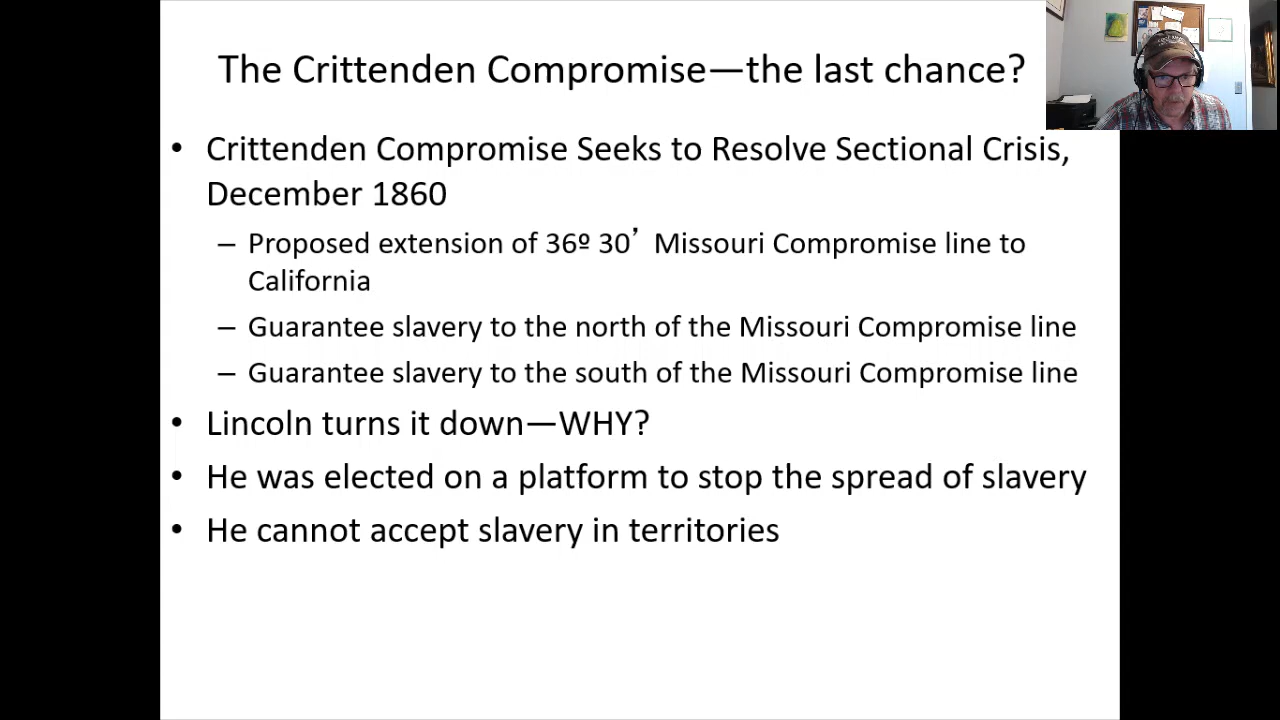 The Crittenden Compromise—the last chance?
• Crittenden Compromise Seeks to Resolve Sectional Crisis,
December 1860
– Proposed extension of 36º 30’ Missouri Compromise line to
California
– Guarantee slavery to the north of the Missouri Compromise line
– Guarantee slavery to the south of the Missouri Compromise line
• Lincoln turns it down—WHY?
• He was elected on a platform to stop the spread of slavery
• He cannot accept slavery in territories